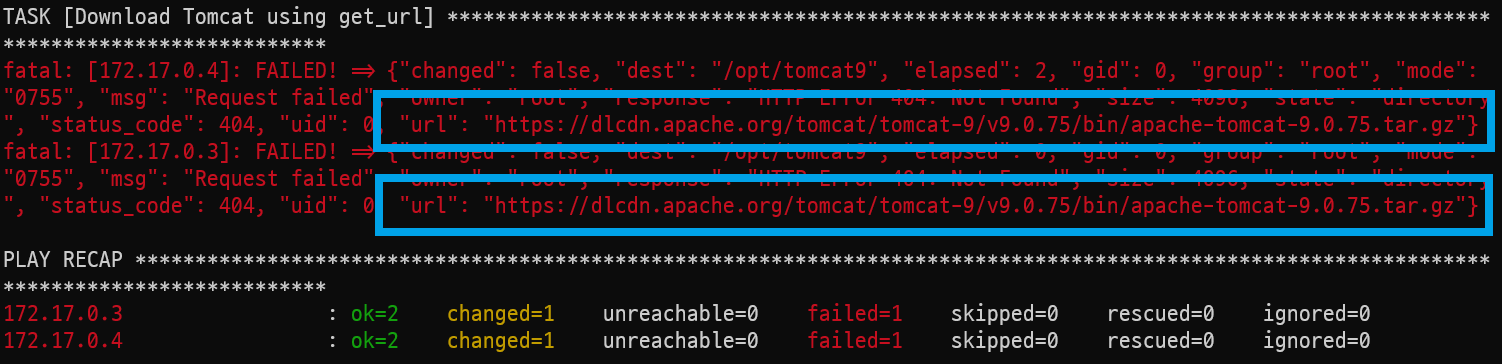 TASK [Download Tomcat using get_url] ***************************************************************************************
***************************
fatal: [172.17.0.4]: FAILED! => {"changed": false, "dest": "/opt/tomcat9", "elapsed": 2, "gid": 0, "group": "root", "mode":
"0755", "msg": "Request failed", "owner": "root", "response": "HTTP Error 404: Not Found", "size": 4096, "state": "directory
", "status_code": 404, "uid": 0, "url": "https://dlcdn.apache.org/tomcat/tomcat-9/v9.0.75/bin/apache-tomcat-9.0.75.tar.gz"}
fatal: [172.17.0.3]: FAILED! => {"changed": false, "dest": "/opt/tomcat9", "elapsed": 0, "gid": 0, "group": "root", "mode":
"0755", "msg": "Request failed", "owner": "root", "response": "HTTP Error 404: Not Found", "size": 4096, "state": "directory
", "status_code": 404, "uid": 0, "url": "https://dlcdn.apache.org/tomcat/tomcat-9/v9.0.75/bin/apache-tomcat-9.0.75.tar.gz"}
PLAY RECAP *****************************************************************************************************************
***************************
172.17.0.3                 : ok=2    changed=1    unreachable=0    failed=1    skipped=0    rescued=0    ignored=0
172.17.0.4                 : ok=2    changed=1    unreachable=0    failed=1    skipped=0    rescued=0    ignored=0